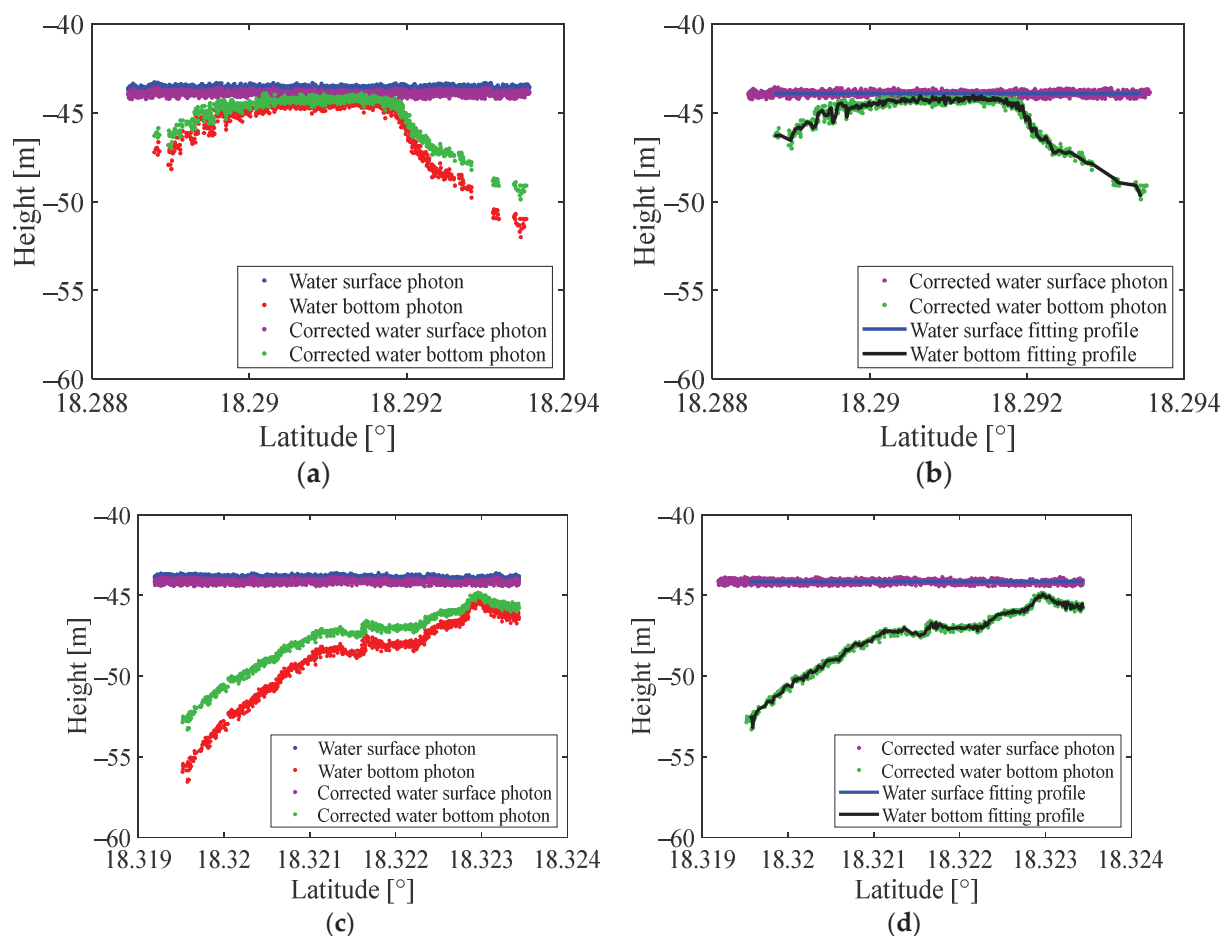 −40
−45
−50
−55
−60
Height [m]
Water surface photon
Water bottom photon
Corrected water surface photon
Corrected water bottom photon
18.288 18.29 18.292 18.294
Latitude [°]
(a)
−40
−45
−50
−55
−60
Height [m]
Corrected water surface photon
Corrected water bottom photon
Water surface fitting profile
Water bottom fitting profile
18.288 18.29 18.292 18.294
Latitude [°]
(b)
−40
−45
−50
−55
−60
Height [m]
Water surface photon
Water bottom photon
Corrected water surface photon
Corrected water bottom photon
18.319 18.32 18.321 18.322 18.323 18.324
Latitude [°]
(c)
−40
−45
−50
−55
−60
Height [m]
Corrected water surface photon
Corrected water bottom photon
Water surface fitting profile
Water bottom fitting profile
18.319 18.32 18.321 18.322 18.323 18.324
Latitude [°]
(d)